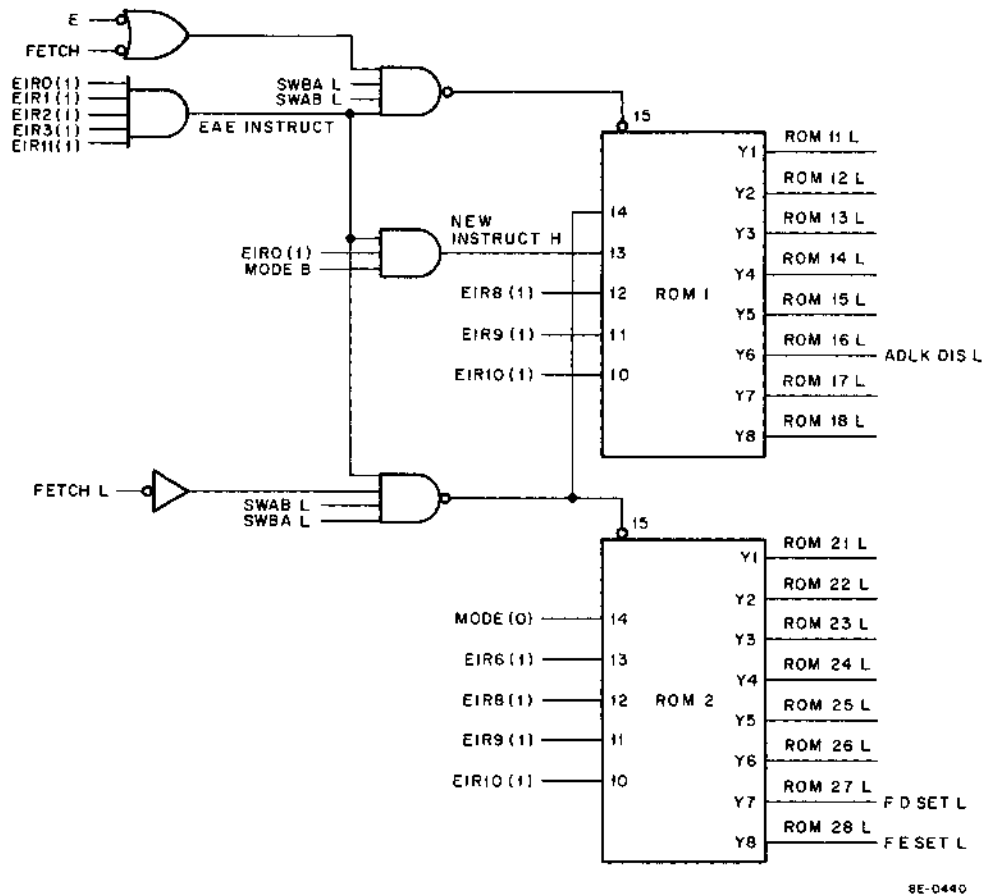 E
FETCH
EIR0(1)
EIR1(1)
EIR2(1)
EIR3(1)
EIR11(1)
EAE INSTRUCT
SWBA L
SWAB L
15
NEW
INSTRUCT H
EIR0(1)
MODE B
EIR8(1)
EIR9(1)
EIR10(1)
14
13
12
11
10
ROM 1
Y1 ROM 11 L
Y2 ROM 12 L
Y3 ROM 13 L
Y4 ROM 14 L
Y5 ROM 15 L
Y6 ROM 16 L ADLK DIS L
Y7 ROM 17 L
Y8 ROM 18 L
FETCH L
SWAB L
SWBA L
15
MODE(0) 14
EIR6(1) 13
EIR8(1) 12
EIR9(1) 11
EIR10(1) 10
ROM 2
Y1 ROM 21 L
Y2 ROM 22 L
Y3 ROM 23 L
Y4 ROM 24 L
Y5 ROM 25 L
Y6 ROM 26 L
Y7 ROM 27 L F D SET L
Y8 ROM 28 L F E SET L
8E-0440